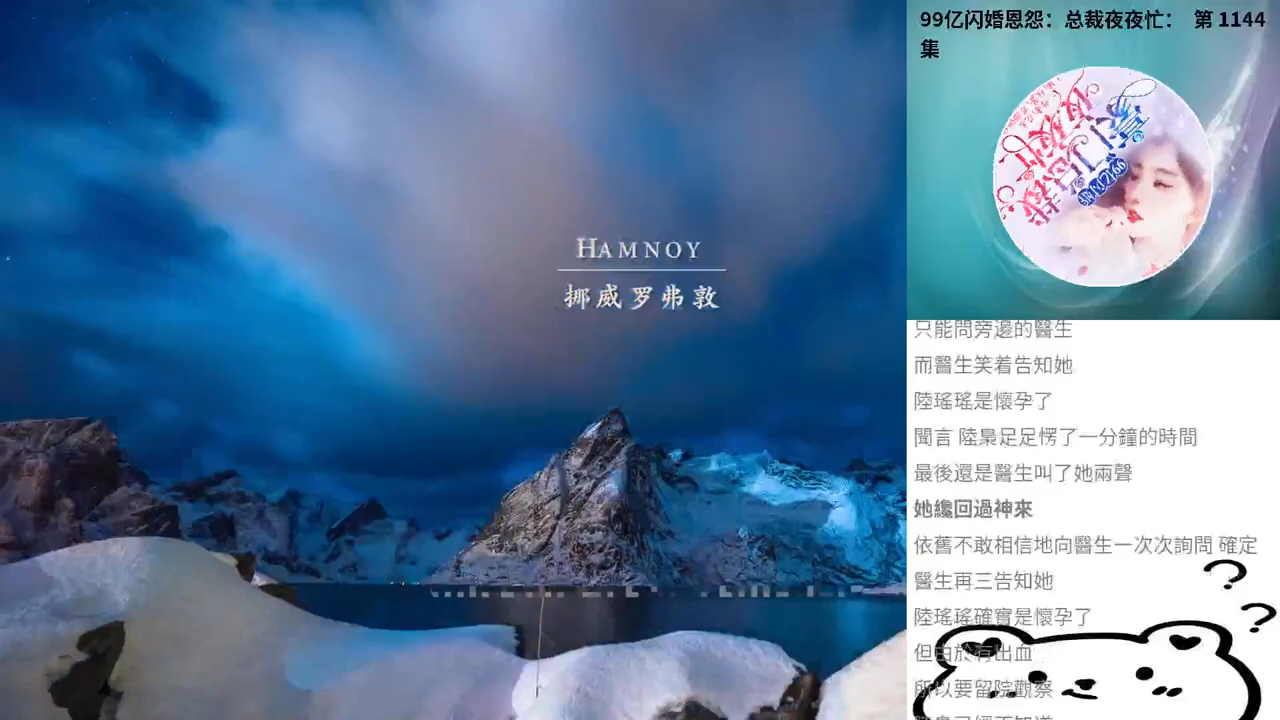 HAMNOY
挪威罗弗敦
99亿闪婚恩怨：总裁夜夜忙： 第 1144
集
只能問旁邊的醫生
而醫生笑着告知她
陸瑤瑤是懷孕了
聞言 陸梟足足愣了一分鐘的時間
最後還是醫生叫了她兩聲
她纔回過神來
依舊不敢相信地向醫生一次次詢問 確定
醫生再三告知她
陸瑤瑤確實是懷孕了
但由於有出血
所以要留院觀察